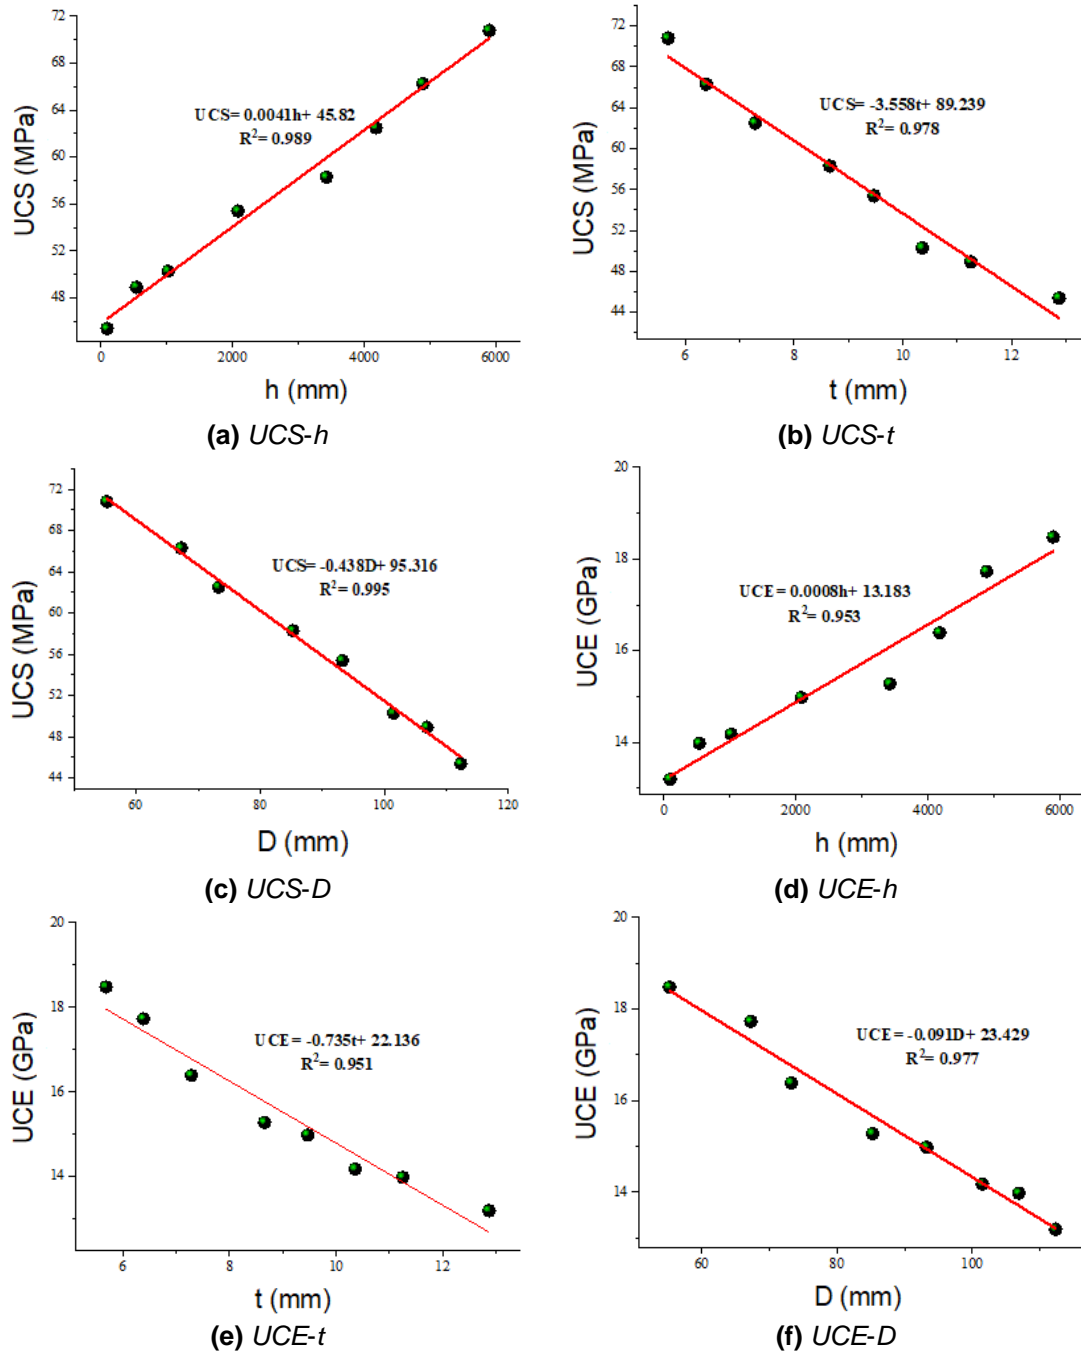 72
68
64
60
56
52
48
UCS (MPa)
UCS= 0.0041h+ 45.82
R²= 0.989
0 2000 4000 6000
h (mm)
(a) UCS-h
72
68
64
60
56
52
48
44
UCS (MPa)
UCS= -3.558t+ 89.239
R²= 0.978
6 8 10 12
t (mm)
(b) UCS-t
72
68
64
60
56
52
48
44
UCS (MPa)
UCS= -0.438D+ 95.316
R²= 0.995
60 80 100 120
D (mm)
(c) UCS-D
20
18
16
14
UCE (GPa)
UCE = 0.0008h+ 13.183
R²= 0.953
0 2000 4000 6000
h (mm)
(d) UCE-h
20
18
16
14
UCE (GPa)
UCE = -0.735t+ 22.136
R²= 0.951
6 8 10 12
t (mm)
(e) UCE-t
20
18
16
14
UCE (GPa)
UCE = -0.091D+ 23.429
R²= 0.977
60 80 100
D (mm)
(f) UCE-D